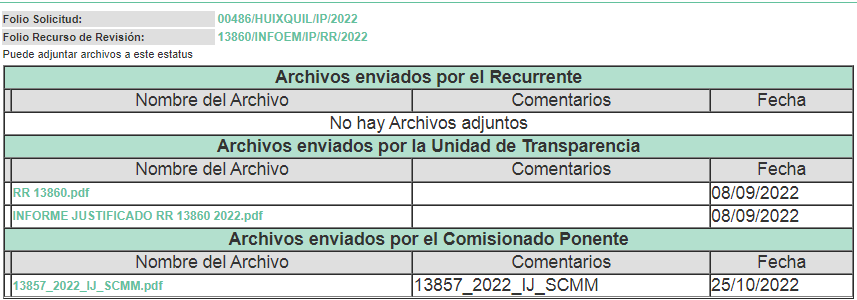 Folio Solicitud: 00486/HUIXQUIL/IP/2022
Folio Recurso de Revisión: 13860/INFOEM/IP/RR/2022
Puede adjuntar archivos a este estatus
Archivos enviados por el Recurrente
Nombre del Archivo Comentarios Fecha
No hay Archivos adjuntos
Archivos enviados por la Unidad de Transparencia
Nombre del Archivo Comentarios Fecha
RR 13860.pdf 08/09/2022
INFORME JUSTIFICADO RR 13860 2022.pdf 08/09/2022
Archivos enviados por el Comisionado Ponente
Nombre del Archivo Comentarios Fecha
13857_2022_IJ_SCMM.pdf 13857_2022_IJ_SCMM 25/10/2022